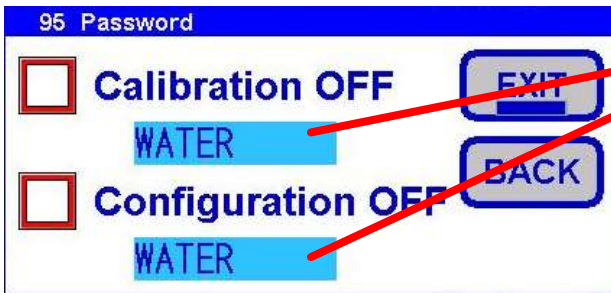 95 Password
Calibration OFF
EXIT
WATER
BACK
Configuration OFF
WATER